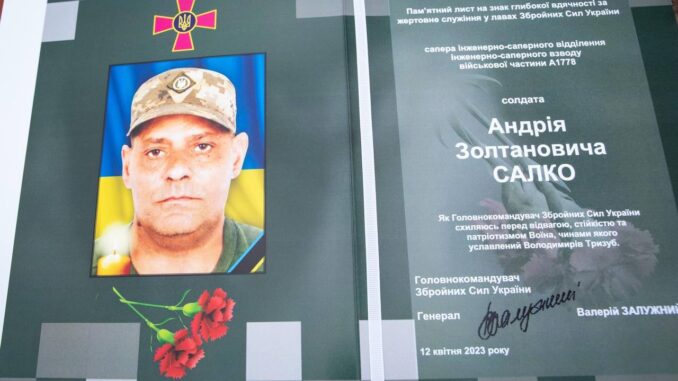 Пам'ятний лист на знак глибокої вдячності за
жертовне служіння у лавах Збройних Сил України
сапера інженерно-саперного відділення
інженерно-саперного взводу
військової частини А1778
солдата
Андрія
Золтановича
САЛКО
Як Головнокомандувач Збройних Сил України
схиляюсь перед відвагою, стійкістю та
патріотизмом Воїна, чинами якого
уславлений Володимирів Тризуб.
Головнокомандувач
Збройних Сил України
Генерал Залужний Валерій ЗАЛУЖНИЙ
12 квітня 2023 року